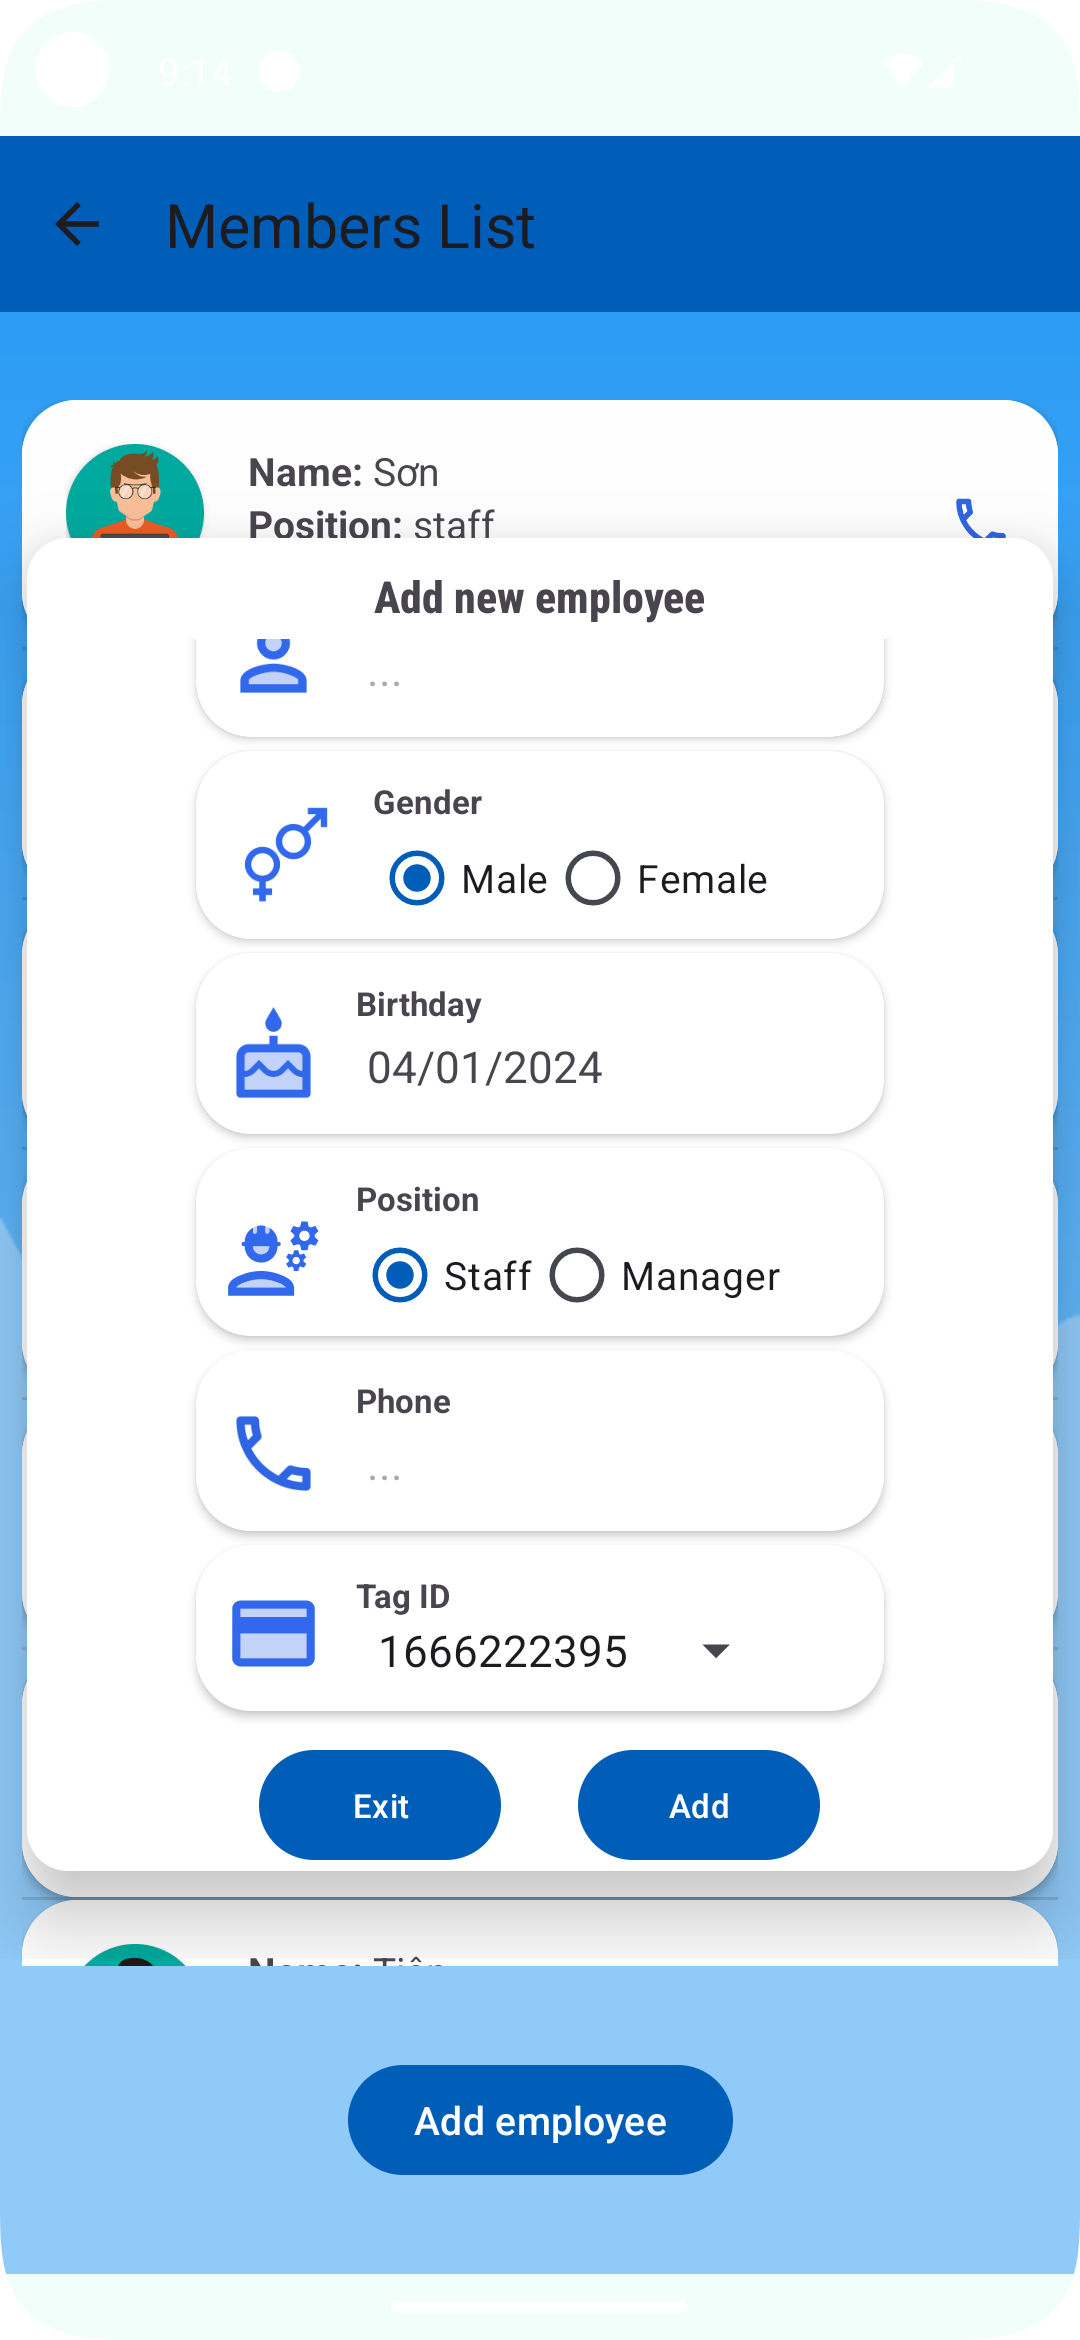 9:14
Members List
Name: Sơn
Position: staff
Add new employee
...
Gender
Male Female
Birthday
04/01/2024
Position
Staff Manager
Phone
...
Tag ID
1666222395
Exit Add
Add employee